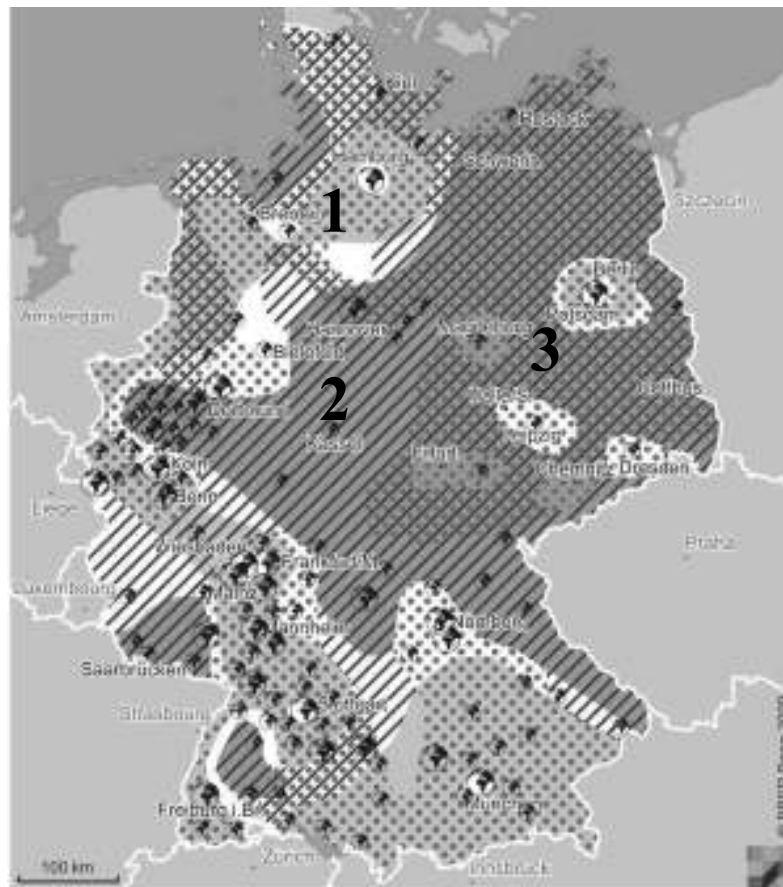 Kiel
Rostock
Hamburg
Schwerin
Szczecin
1
Bremen
Berlin
Potsdam
Amsterdam
Hannover
Magdeburg
3
Bielefeld
2
Cottbus
Dortmund
Leipzig
Kassel
Erfurt
Chemnitz
Dresden
Köln
Bonn
Liège
Praha
Wiesbaden
Frankfurt/M.
Luxembourg
Mainz
Nürnberg
Mannheim
Saarbrücken
Strasbourg
Stuttgart
München
Freiburg i.B.
Zürich
Innsbruck
100 km